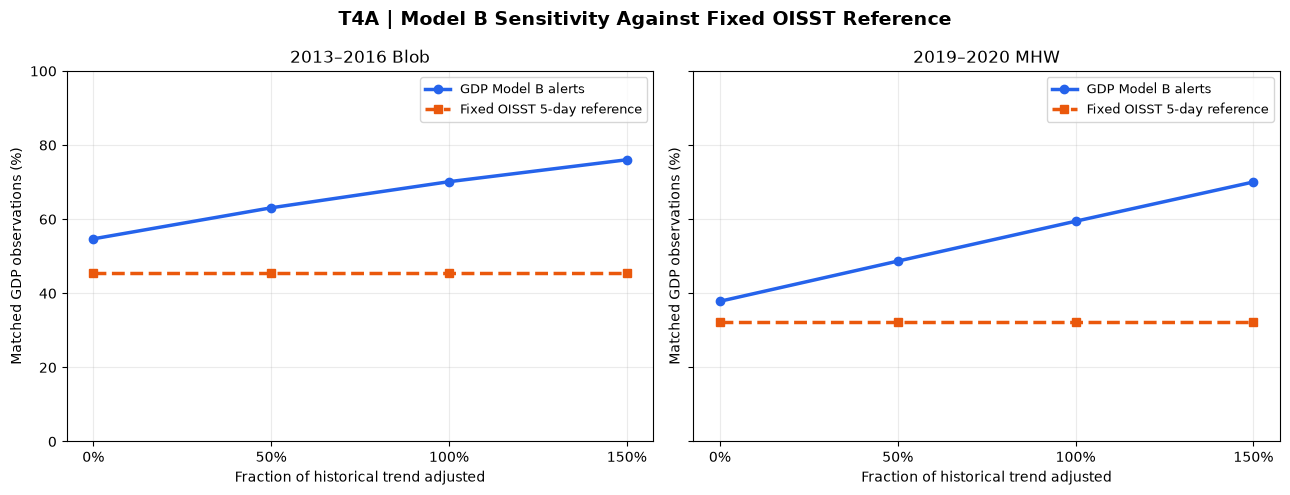 T4A | Model B Sensitivity Against Fixed OISST Reference
2013–2016 Blob
GDP Model B alerts
Fixed OISST 5-day reference
Matched GDP observations (%)
100
80
60
40
20
0
0%
50%
100%
150%
Fraction of historical trend adjusted
2019–2020 MHW
GDP Model B alerts
Fixed OISST 5-day reference
Matched GDP observations (%)
0%
50%
100%
150%
Fraction of historical trend adjusted